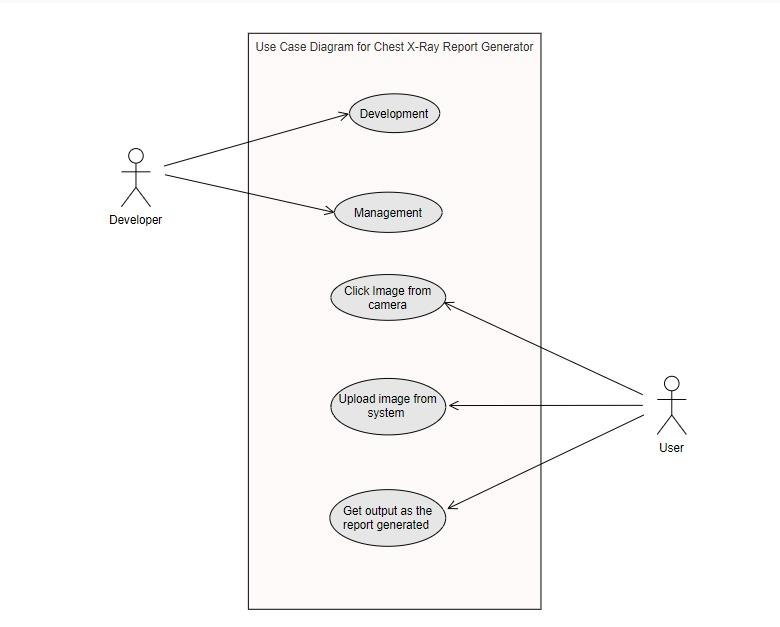 Use Case Diagram for Chest X-Ray Report Generator
Development
Developer
Management
Click Image from
camera
Upload image from
system
User
Get output as the
report generated